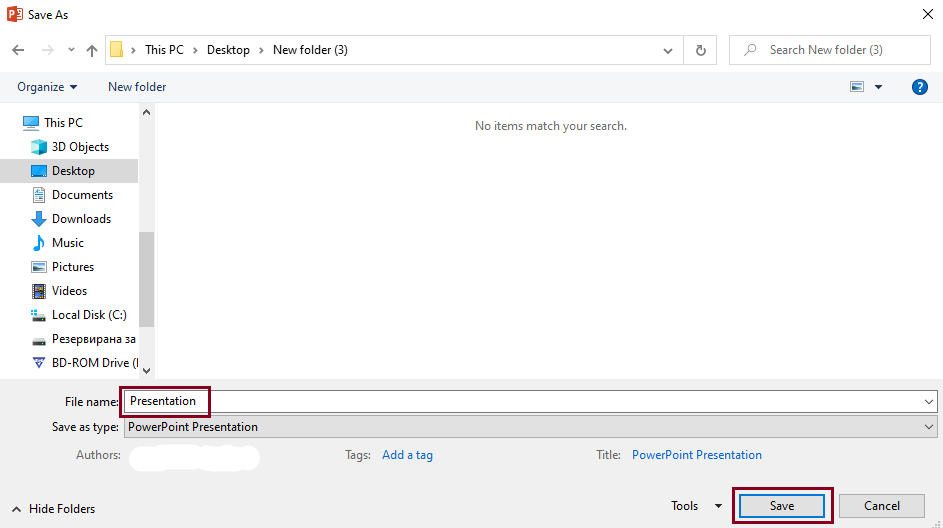 Save As
This PC Desktop New folder (3)
Search New folder (3)
Organize New folder
No items match your search.
This PC
3D Objects
Desktop
Documents
Downloads
Music
Pictures
Videos
Local Disk (C:)
Резервирана за
BD-ROM Drive (
File name: Presentation
Save as type: PowerPoint Presentation
Authors: Tags: Add a tag Title: PowerPoint Presentation
Hide Folders Tools Save Cancel